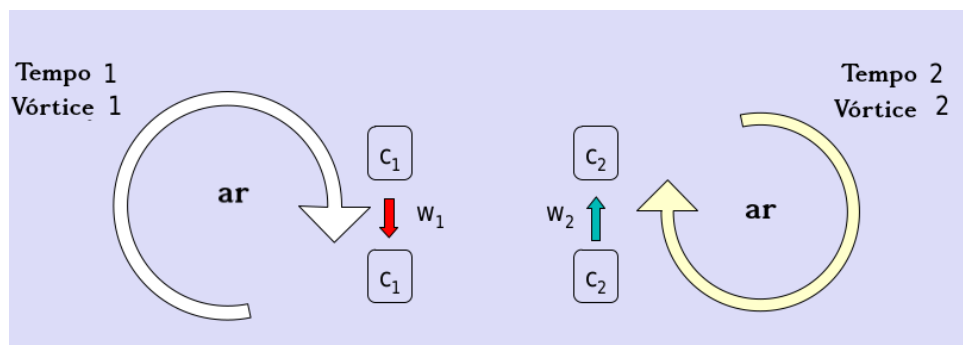 Tempo 1
Vórtice 1
ar
c₁
w₁
c₁
c₂
w₂
c₂
Tempo 2
Vórtice 2
ar